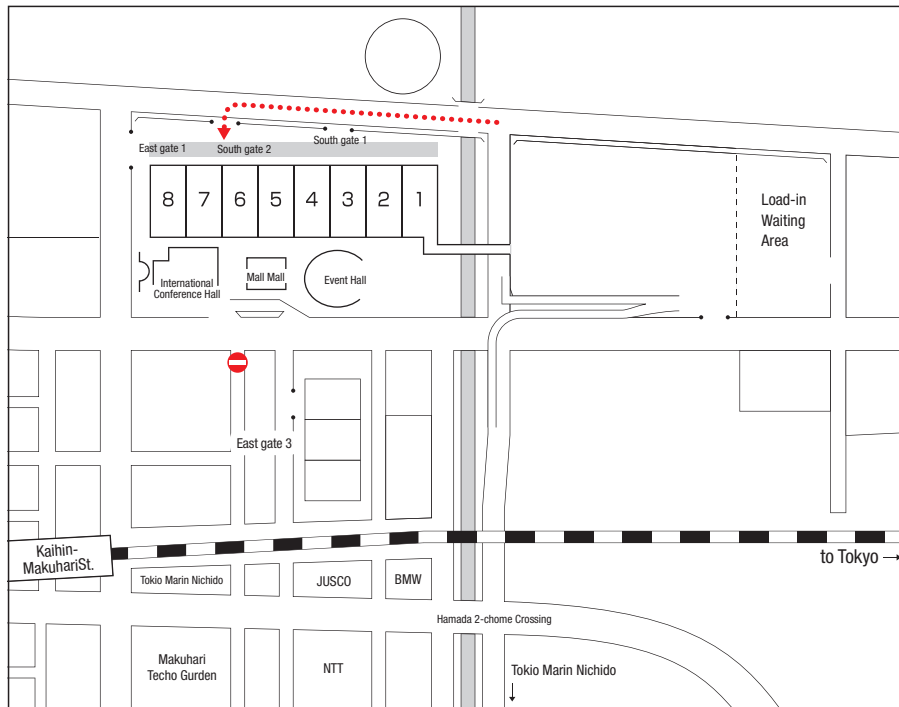 South gate 1
East gate 1
South gate 2
8
7
6
5
4
3
2
1
Load-in
Waiting
Area
International
Conference Hall
Mall Mall
Event Hall
East gate 3
Kaihin-
MakuhariSt.
to Tokyo →
Tokio Marin Nichido
JUSCO
BMW
Hamada 2-chome Crossing
Makuhari
Techo Gurden
NTT
Tokio Marin Nichido